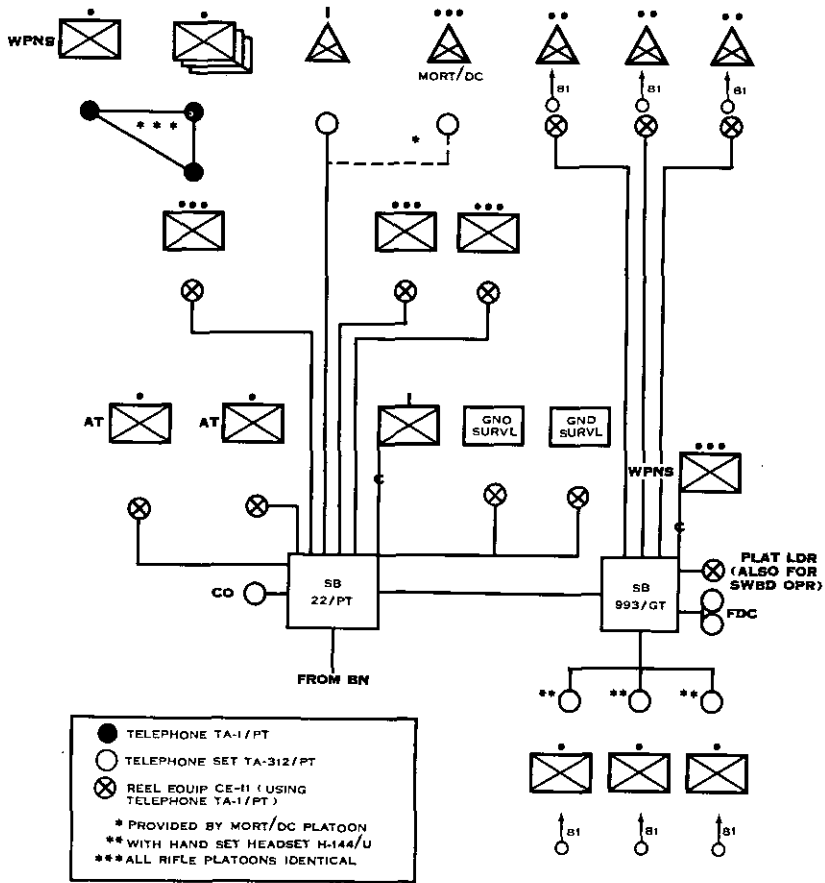 WPNS
MORT/DC
81
81
81
***
*
AT
AT
GNO
SURVL
GND
SURVL
WPNS
C
C
SB
22/PT
SB
993/GT
CO
PLAT LDR
(ALSO FOR
SWBD OPR)
FDC
FROM BN
**
**
**
81
81
81
TELEPHONE TA-1/PT
TELEPHONE SET TA-312/PT
REEL EQUIP CE-11 (USING
TELEPHONE TA-1/PT)
* PROVIDED BY MORT/DC PLATOON
** WITH HAND SET HEADSET H-144/U
*** ALL RIFLE PLATOONS IDENTICAL